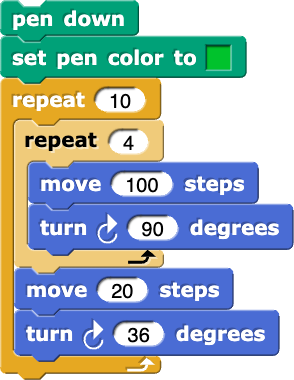 pen down
set pen color to
repeat 10
repeat 4
move 100 steps
turn 90 degrees
move 20 steps
turn 36 degrees